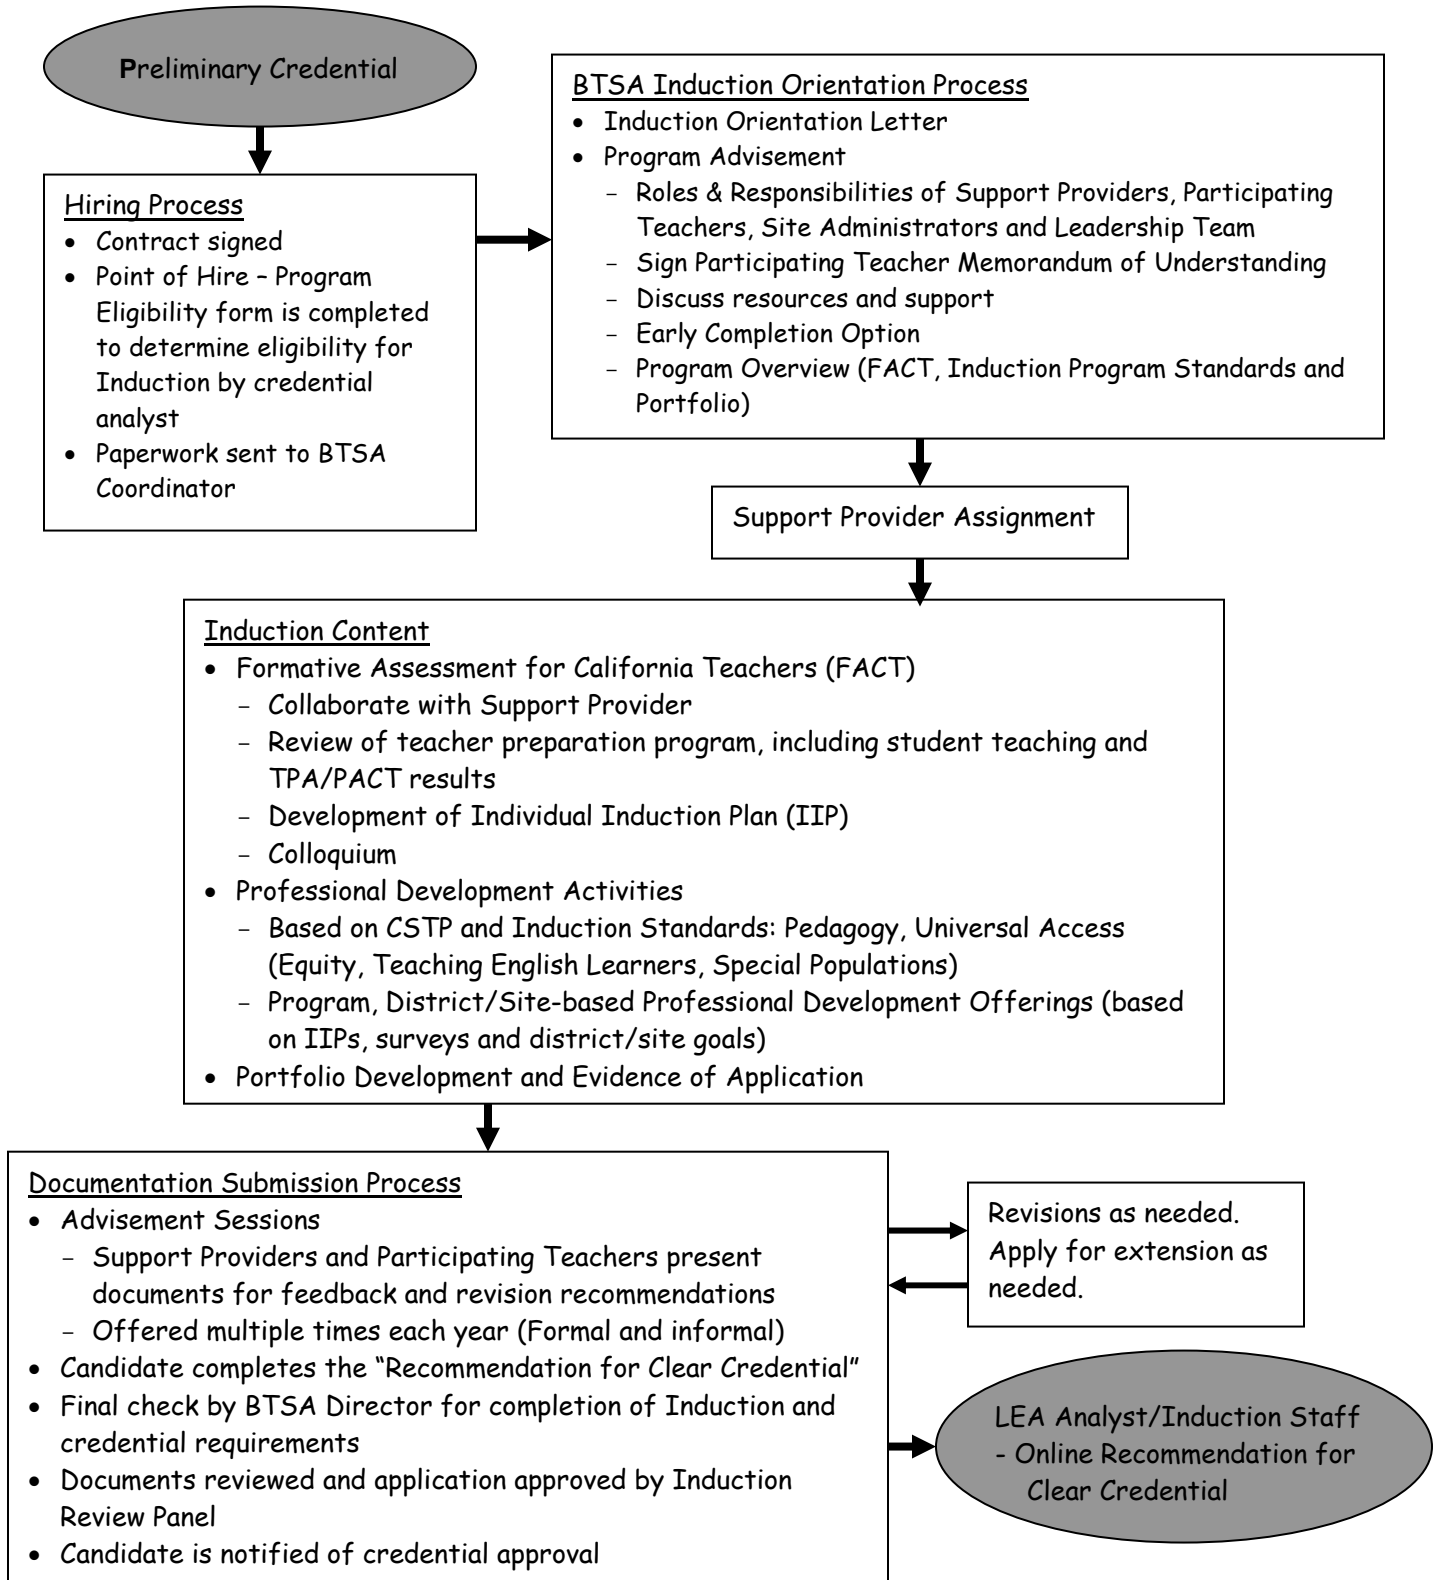 Preliminary Credential
Hiring Process
• Contract signed
• Point of Hire – Program
Eligibility form is completed
to determine eligibility for
Induction by credential
analyst
• Paperwork sent to BTSA
Coordinator
BTSA Induction Orientation Process
• Induction Orientation Letter
• Program Advisement
– Roles & Responsibilities of Support Providers, Participating
Teachers, Site Administrators and Leadership Team
– Sign Participating Teacher Memorandum of Understanding
– Discuss resources and support
– Early Completion Option
– Program Overview (FACT, Induction Program Standards and
Portfolio)
Support Provider Assignment
Induction Content
• Formative Assessment for California Teachers (FACT)
– Collaborate with Support Provider
– Review of teacher preparation program, including student teaching and
TPA/PACT results
– Development of Individual Induction Plan (IIP)
– Colloquium
• Professional Development Activities
– Based on CSTP and Induction Standards: Pedagogy, Universal Access
(Equity, Teaching English Learners, Special Populations)
– Program, District/Site-based Professional Development Offerings (based
on IIPs, surveys and district/site goals)
• Portfolio Development and Evidence of Application
Documentation Submission Process
• Advisement Sessions
– Support Providers and Participating Teachers present
documents for feedback and revision recommendations
– Offered multiple times each year (Formal and informal)
• Candidate completes the “Recommendation for Clear Credential”
• Final check by BTSA Director for completion of Induction and
credential requirements
• Documents reviewed and application approved by Induction
Review Panel
• Candidate is notified of credential approval
Revisions as needed.
Apply for extension as
needed.
LEA Analyst/Induction Staff
- Online Recommendation for
Clear Credential